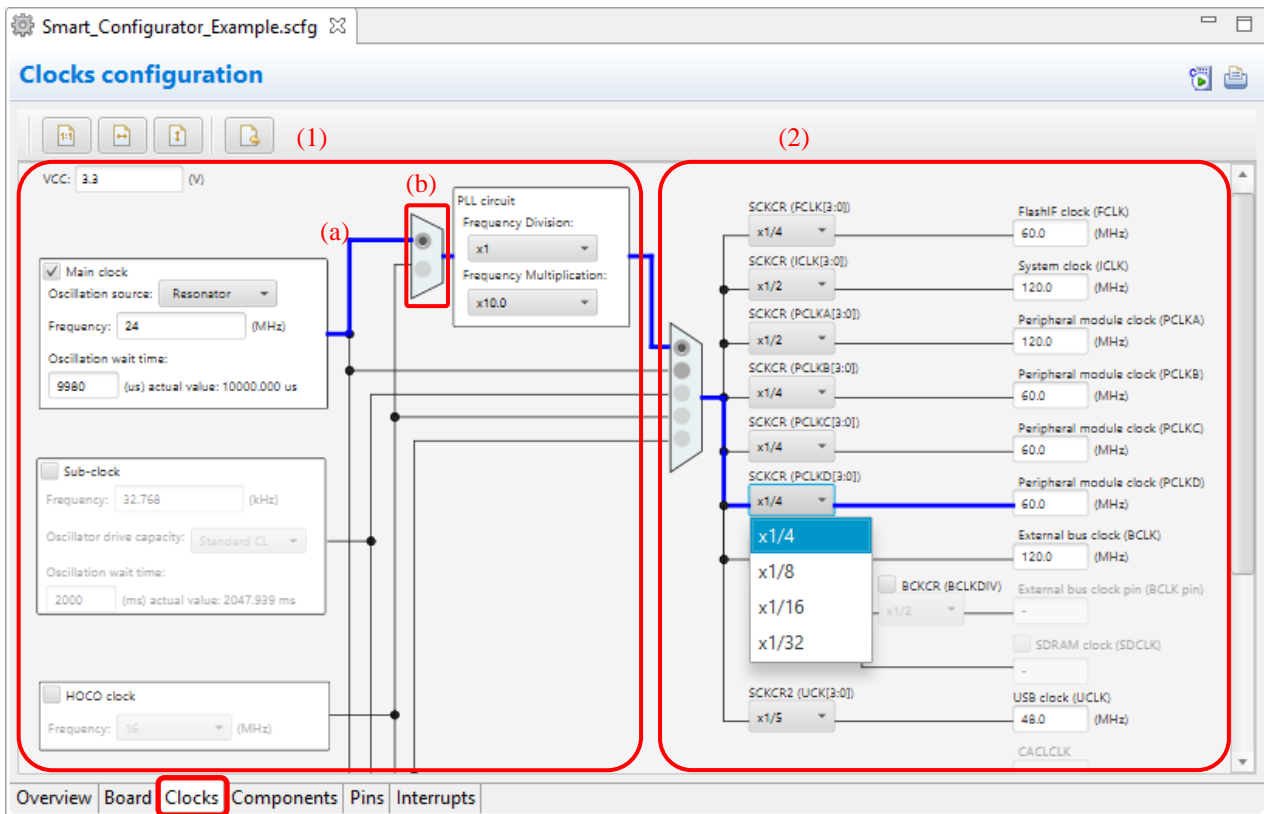 Smart_Configurator_Example.scfg
Clocks configuration
1:1
(1)
(2)
VCC: 3.3 (V)
(a)
(b)
Main clock
Oscillation source: Resonator
Frequency: 24 (MHz)
Oscillation wait time:
9980 (us) actual value: 10000.000 us
Sub-clock
Frequency: 32.768 (kHz)
Oscillator drive capacity: Standard CL
Oscillation wait time:
2000 (ms) actual value: 2047.939 ms
HOCO clock
Frequency: 16 (MHz)
PLL circuit
Frequency Division:
x1
Frequency Multiplication:
x10.0
SCKCR (FCLK[3:0])
x1/4
FlashIF clock (FCLK)
60.0 (MHz)
SCKCR (ICLK[3:0])
x1/2
System clock (ICLK)
120.0 (MHz)
SCKCR (PCLKA[3:0])
x1/2
Peripheral module clock (PCLKA)
120.0 (MHz)
SCKCR (PCLKB[3:0])
x1/4
Peripheral module clock (PCLKB)
60.0 (MHz)
SCKCR (PCLKC[3:0])
x1/4
Peripheral module clock (PCLKC)
60.0 (MHz)
SCKCR (PCLKD[3:0])
x1/4
Peripheral module clock (PCLKD)
60.0 (MHz)
x1/4
x1/8
x1/16
x1/32
External bus clock (BCLK)
120.0 (MHz)
BCKCR (BCLKDIV)
x1/2
External bus clock pin (BCLK pin)
-
SDRAM clock (SDCLK)
-
SCKCR2 (UCK[3:0])
x1/5
USB clock (UCLK)
48.0 (MHz)
CACLCLK
Overview Board Clocks Components Pins Interrupts